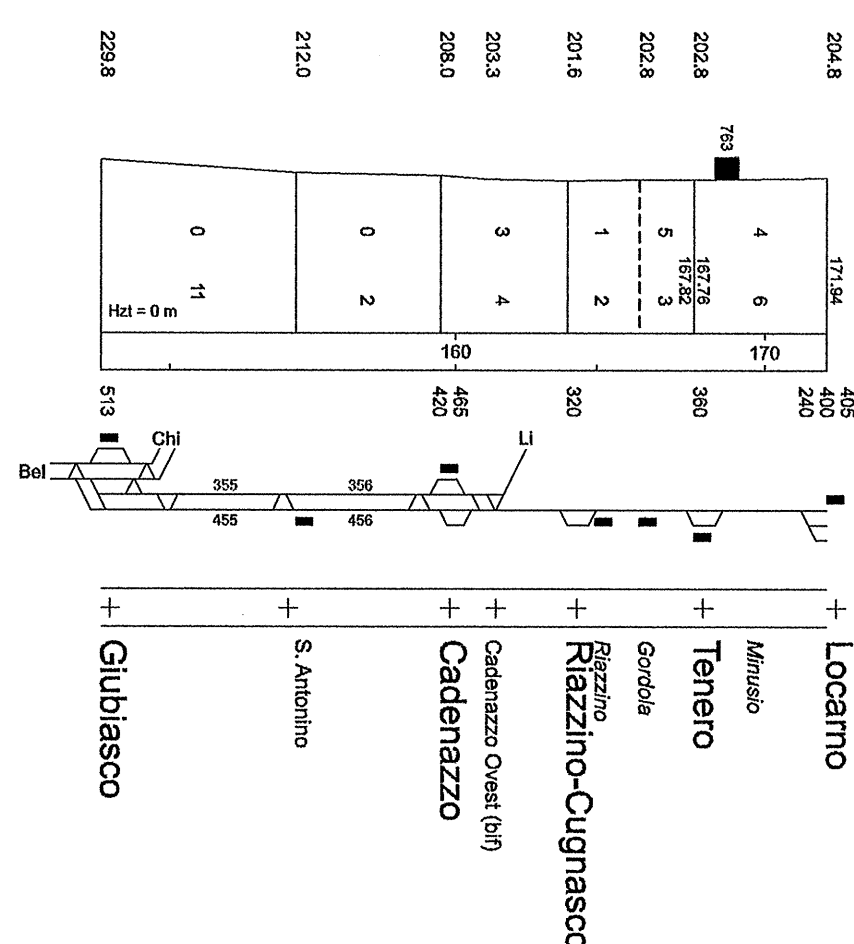 229.8
212.0
208.0
203.3
201.6
202.8
202.8
204.8
763
0
0
3
1
5
4
11
2
4
2
3
6
167.82
167.76
171.94
Hzt = 0 m
160
170
513
420
465
320
360
240
400
405
Chi
Bel
Li
355
356
455
456
Giubiasco
S. Antonino
Cadenazzo
Cadenazzo Ovest (bif)
Riazzino-Cugnasco
Riazzino
Gordola
Tenero
Minusio
Locarno